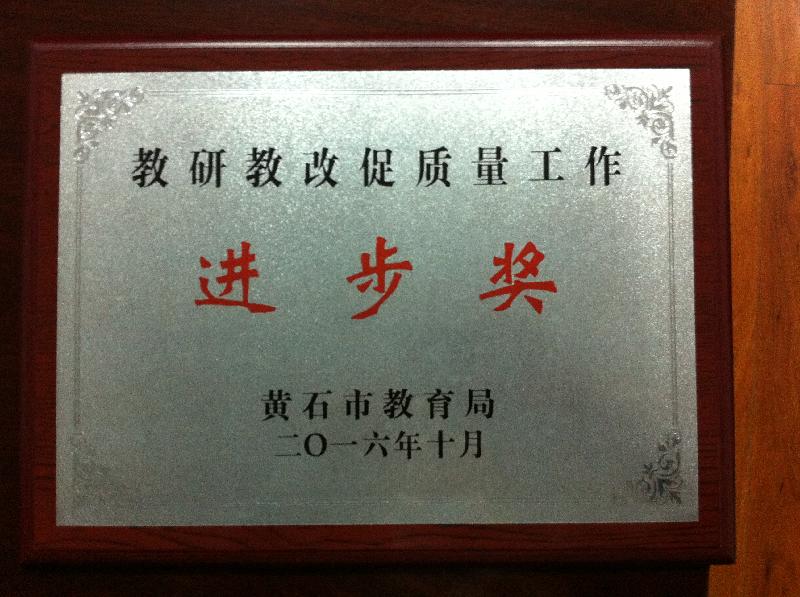 教研教改促质量工作
进步奖
黄石市教育局
二〇一六年十月